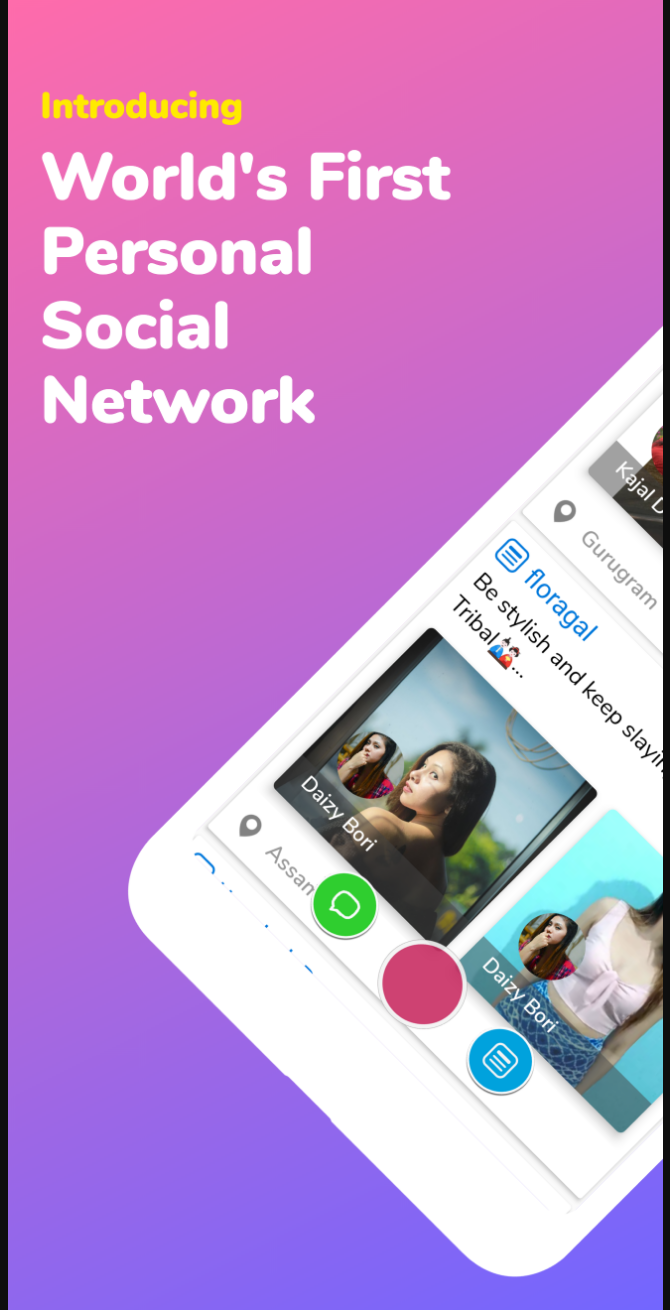 Introducing
World's First
Personal
Social
Network
Kajal D
Gurugram
floragal
Be stylish and keep slayin
Tribal🎎...
Daizy Bori
Assam
Daizy Bori